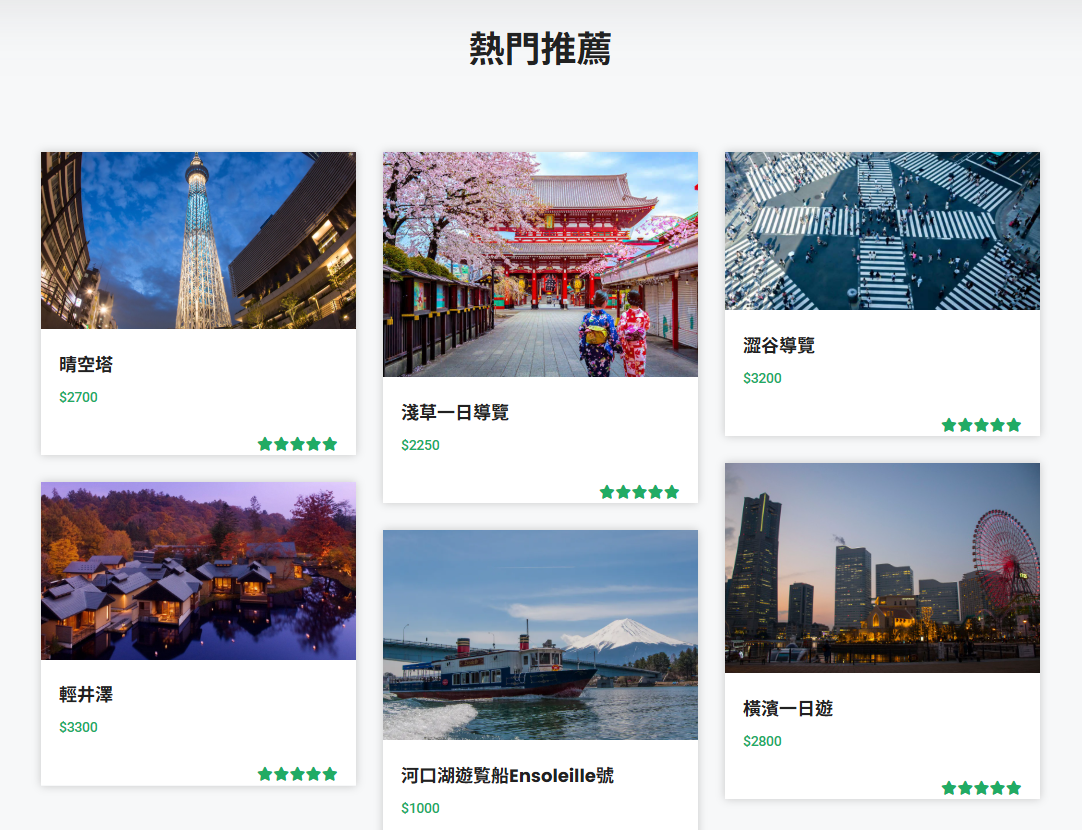 熱門推薦
晴空塔
$2700
淺草一日導覽
$2250
澀谷導覽
$3200
輕井澤
$3300
河口湖遊覧船Ensoleille號
$1000
橫濱一日遊
$2800